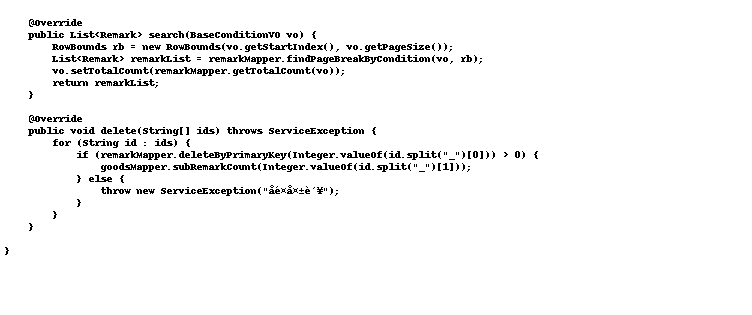 @Override
public List<Remark> search(BaseConditionVO vo) {
RowBounds rb = new RowBounds(vo.getStartIndex(), vo.getPageSize());
List<Remark> remarkList = remarkMapper.findPageBreakByCondition(vo, rb);
vo.setTotalCount(remarkMapper.getTotalCount(vo));
return remarkList;
}
@Override
public void delete(String[] ids) throws ServiceException {
for (String id : ids) {
if (remarkMapper.deleteByPrimaryKey(Integer.valueOf(id.split("_")[0])) > 0) {
goodsMapper.subRemarkCount(Integer.valueOf(id.split("_")[1]));
} else {
throw new ServiceException("åé¤å¤±è´¥");
}
}
}
}